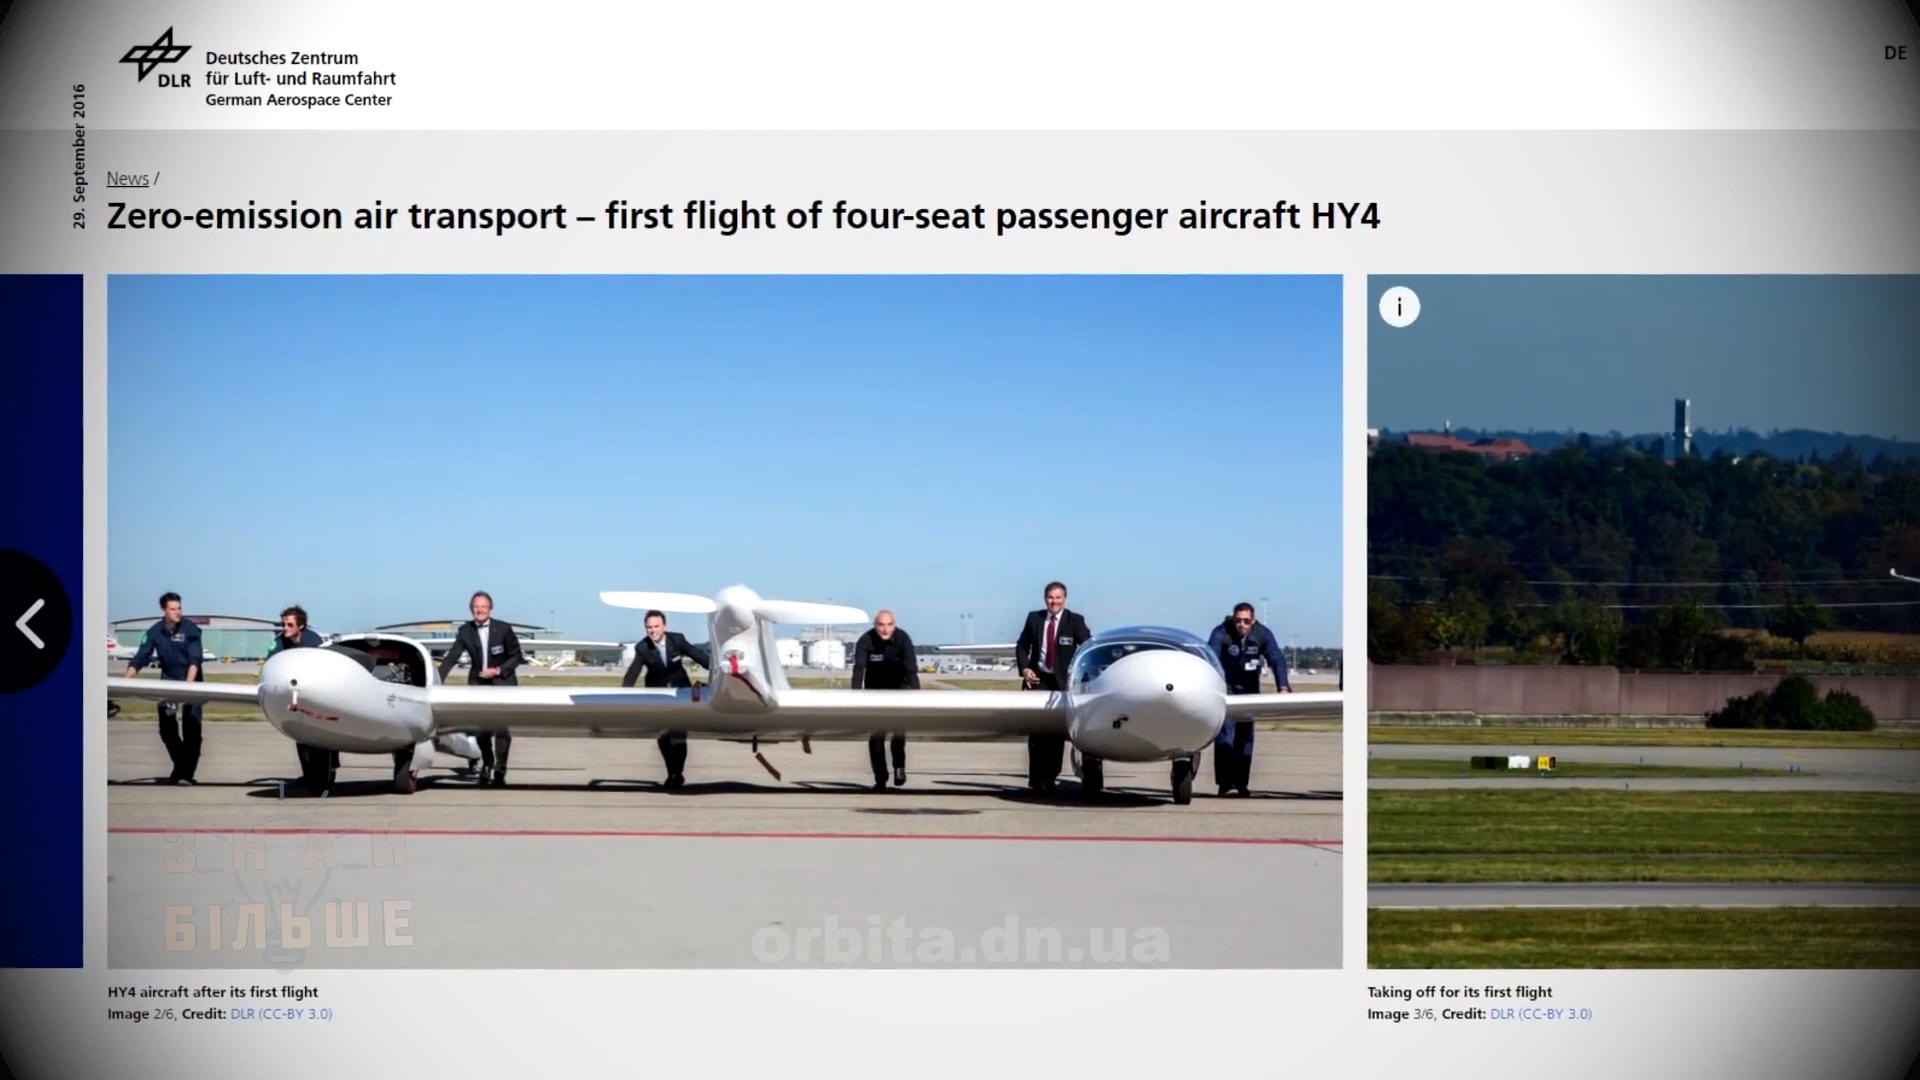 DLR
Deutsches Zentrum
für Luft- und Raumfahrt
German Aerospace Center
DE
29. September 2016
News /
Zero-emission air transport – first flight of four-seat passenger aircraft HY4
i
ЗНАЙ
БІЛЬШЕ
orbita.dn.ua
HY4 aircraft after its first flight
Image 2/6, Credit: DLR (CC-BY 3.0)
Taking off for its first flight
Image 3/6, Credit: DLR (CC-BY 3.0)